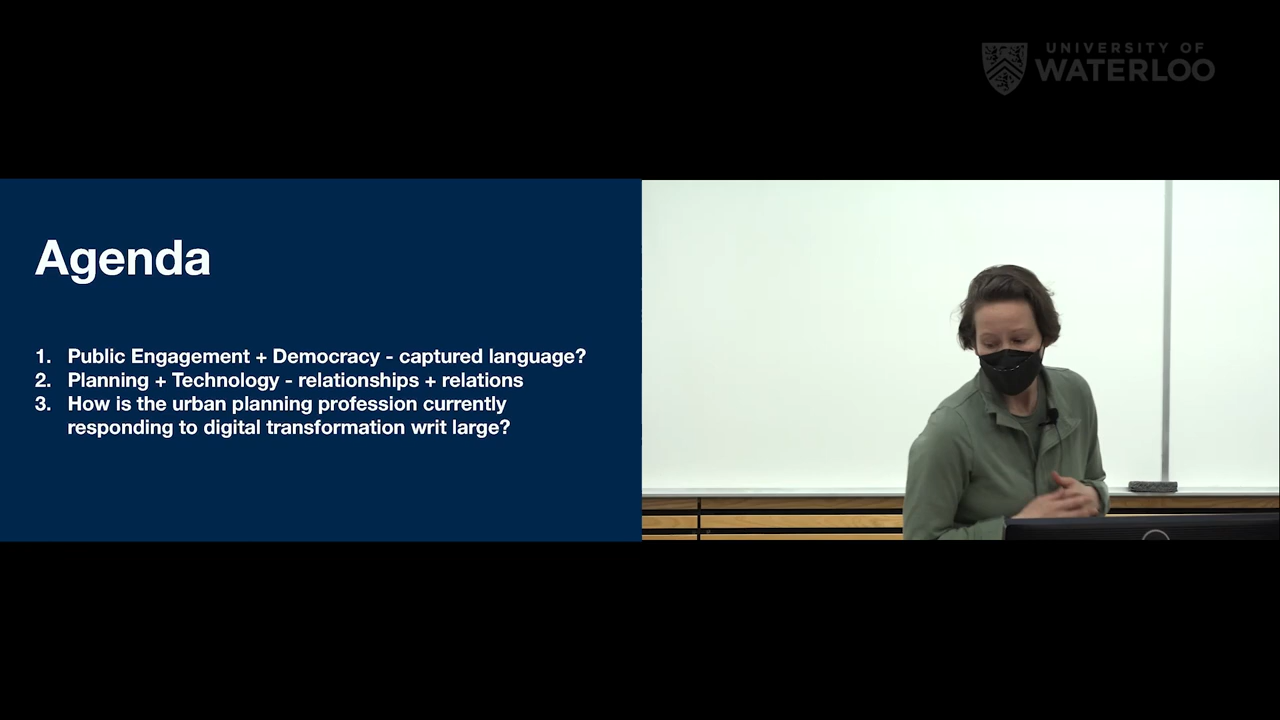 UNIVERSITY OF
WATERLOO
Agenda
1. Public Engagement + Democracy - captured language?
2. Planning + Technology - relationships + relations
3. How is the urban planning profession currently
responding to digital transformation writ large?